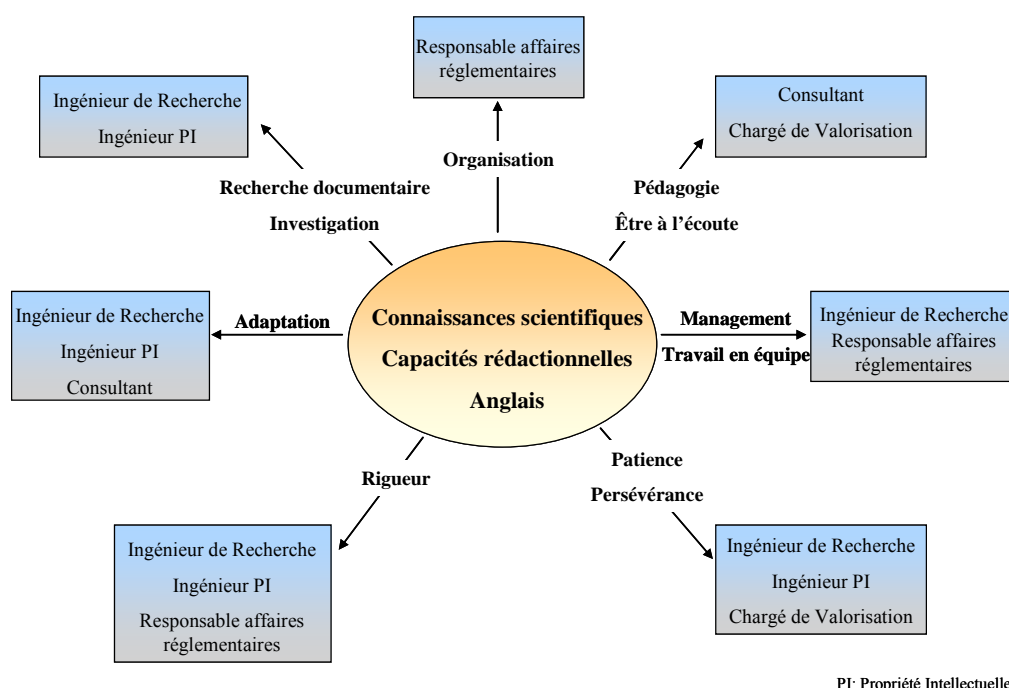 Responsable affaires
réglementaires
Ingénieur de Recherche
Ingénieur PI
Consultant
Chargé de Valorisation
Organisation
Recherche documentaire
Investigation
Pédagogie
Être à l'écoute
Ingénieur de Recherche
Ingénieur PI
Consultant
Adaptation
Connaissances scientifiques
Capacités rédactionnelles
Anglais
Management
Travail en équipe
Ingénieur de Recherche
Responsable affaires
réglementaires
Rigueur
Patience
Persévérance
Ingénieur de Recherche
Ingénieur PI
Responsable affaires
réglementaires
Ingénieur de Recherche
Ingénieur PI
Chargé de Valorisation
PI: Propriété Intellectuelle